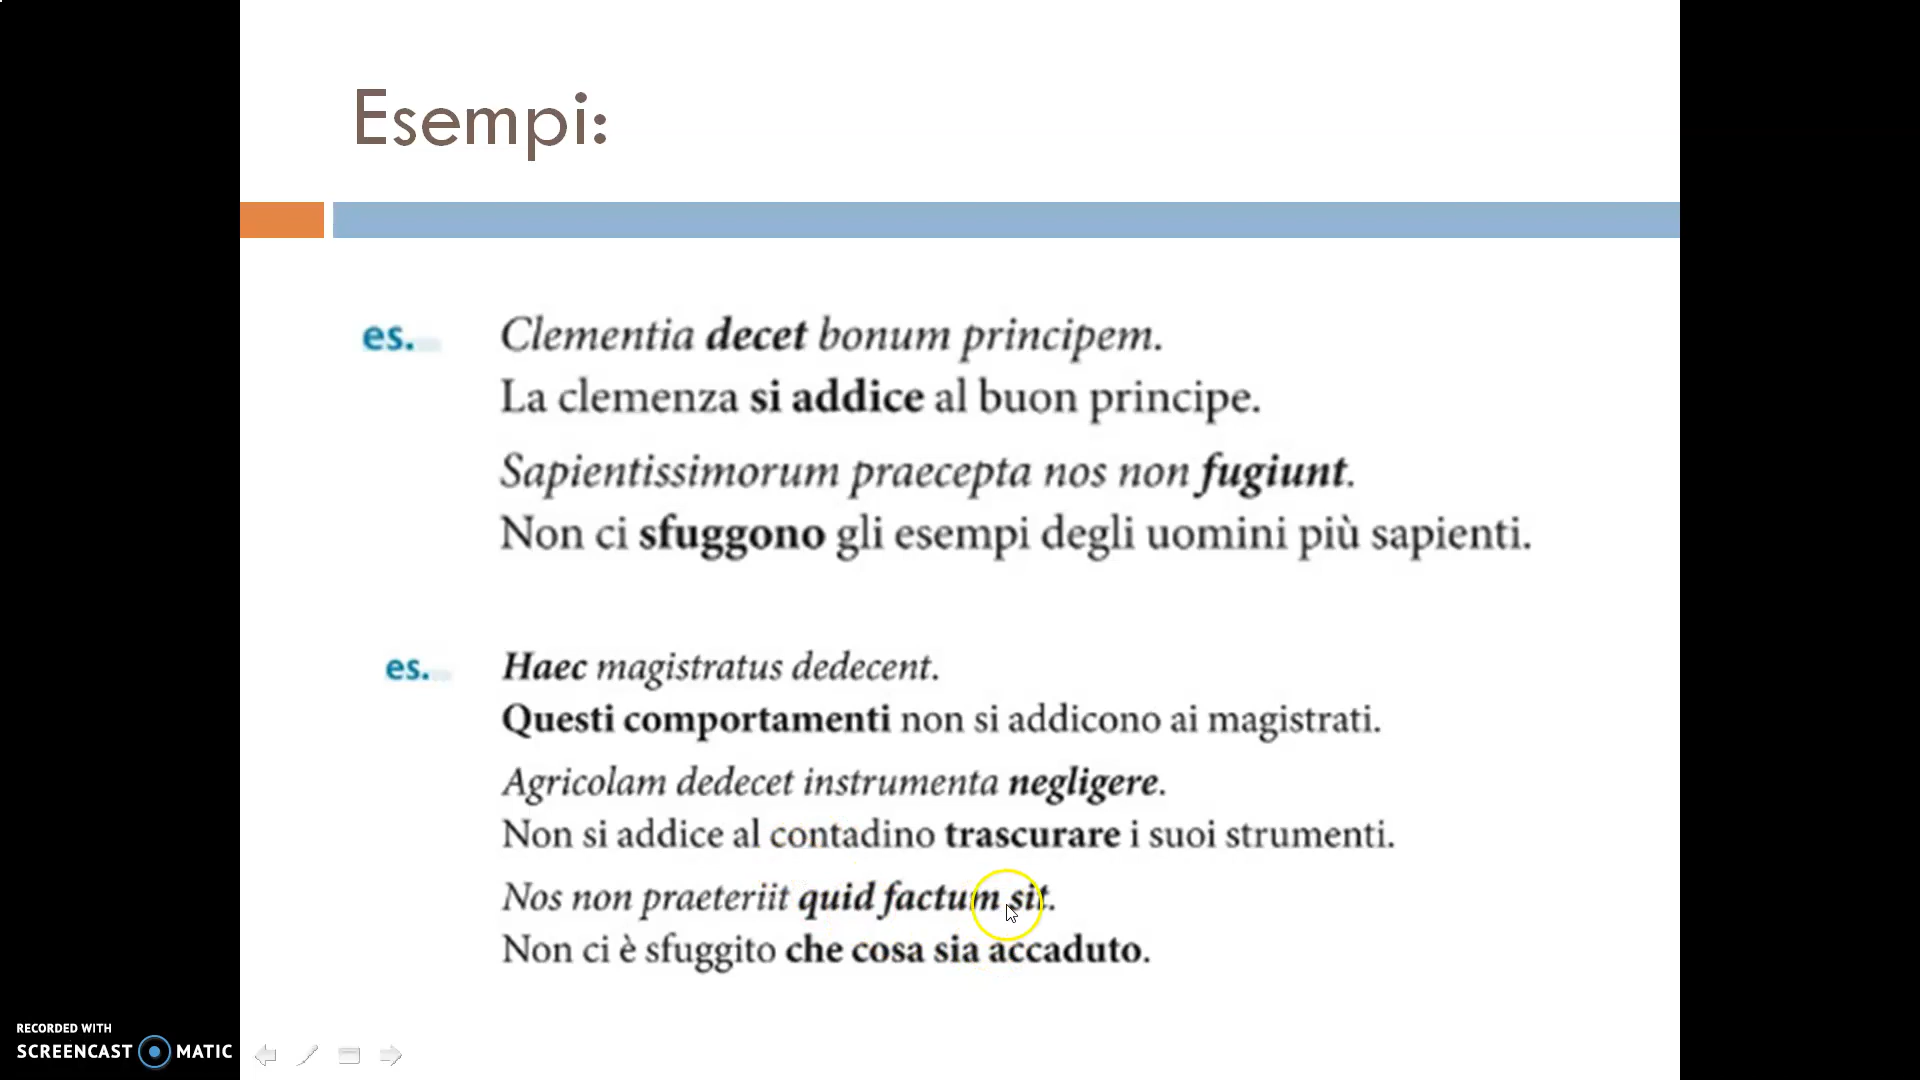 Esempi:
es. Clementia decet bonum principem.
La clemenza si addice al buon principe.
Sapientissimorum praecepta nos non fugiunt.
Non ci sfuggono gli esempi degli uomini più sapienti.
es. Haec magistratus dedecent.
Questi comportamenti non si addicono ai magistrati.
Agricolam dedecet instrumenta negligere.
Non si addice al contadino trascurare i suoi strumenti.
Nos non praeteriit quid factum sit.
Non ci è sfuggito che cosa sia accaduto.
RECORDED WITH
SCREENCAST MATIC